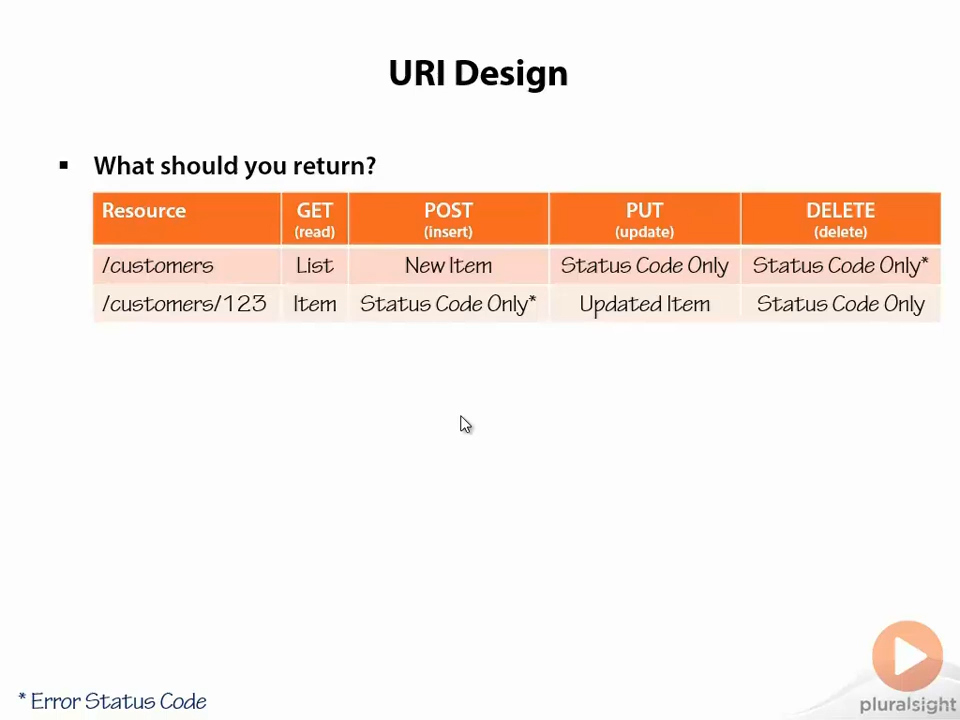 URI Design
▪ What should you return?
Resource GET POST PUT DELETE
(read) (insert) (update) (delete)
/customers List New Item Status Code Only Status Code Only*
/customers/123 Item Status Code Only* Updated Item Status Code Only
pluralsight
* Error Status Code